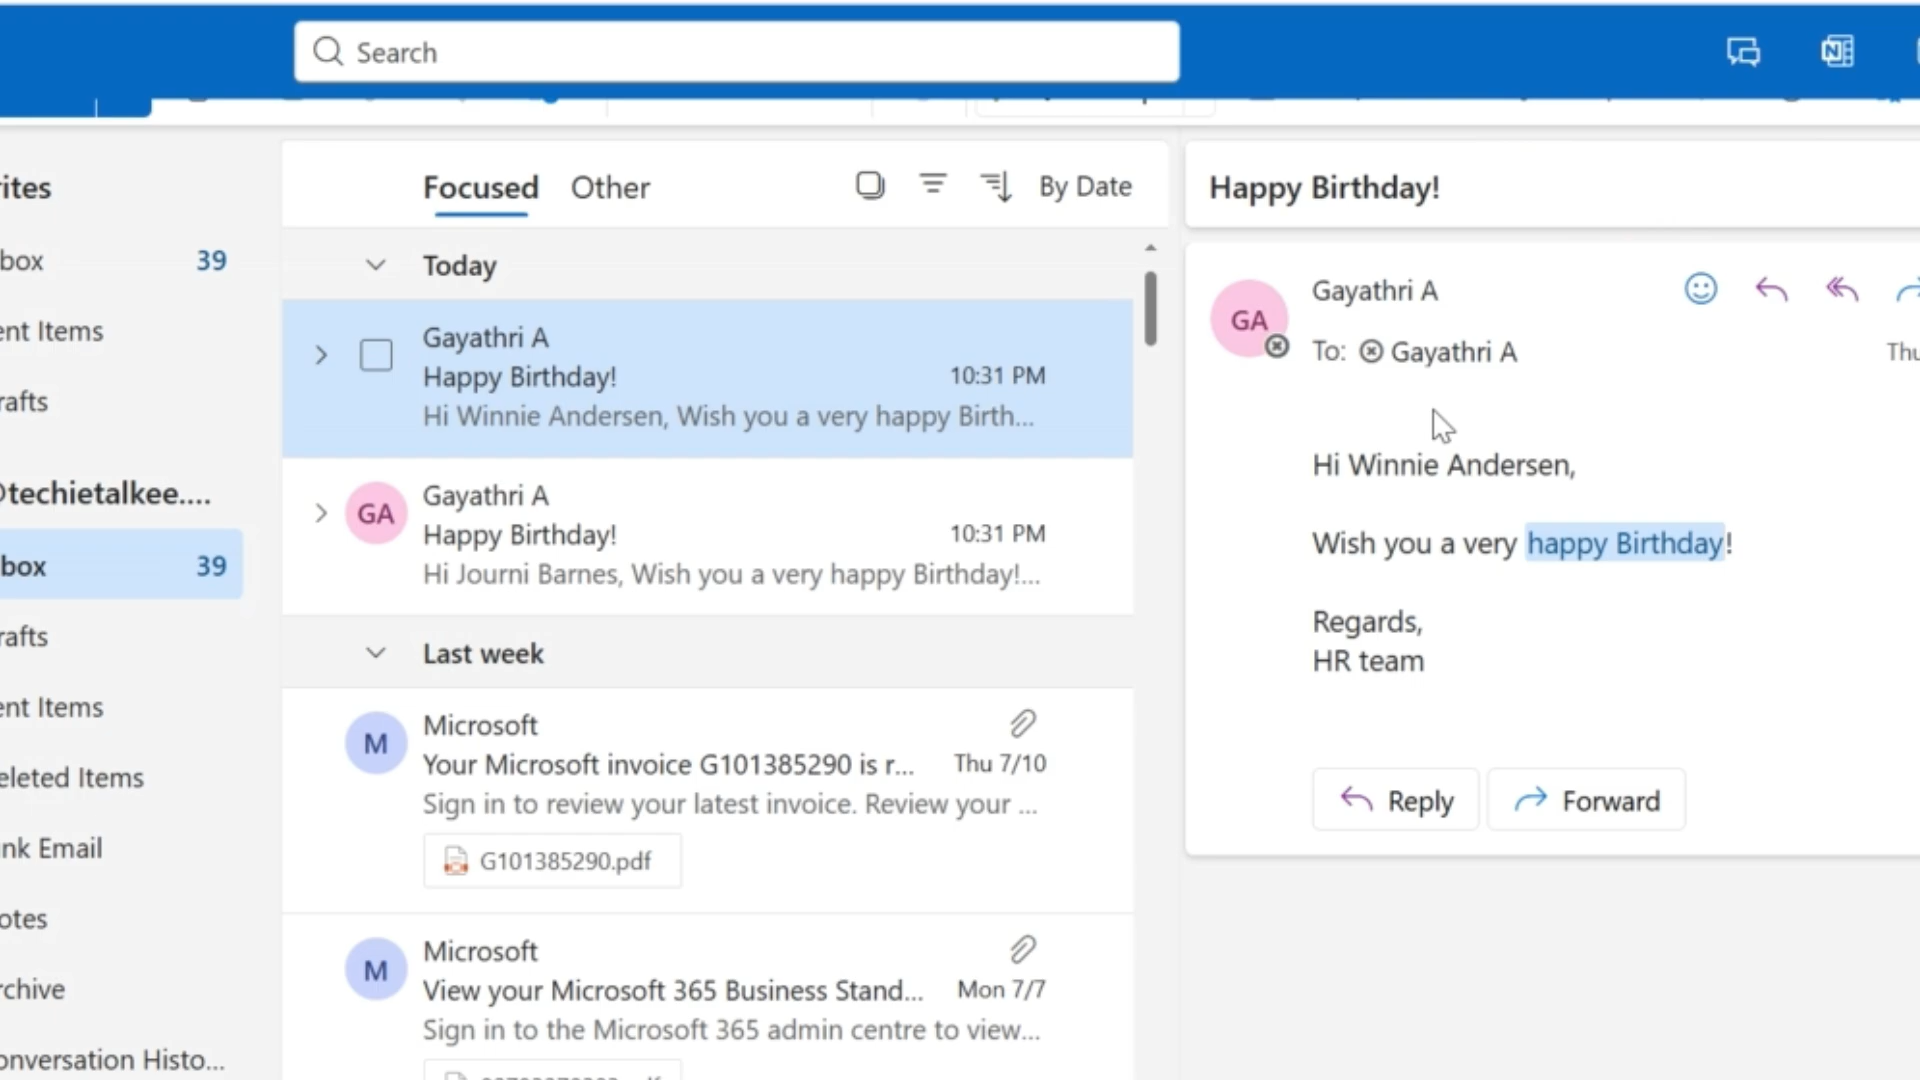 Search
ites
box 39
ent Items
rafts
techietalkee....
box 39
rafts
ent Items
eleted Items
nk Email
otes
rchive
onversation Histo...
Focused Other By Date
Today
Gayathri A
Happy Birthday! 10:31 PM
Hi Winnie Andersen, Wish you a very happy Birth...
GA
Gayathri A
Happy Birthday! 10:31 PM
Hi Journi Barnes, Wish you a very happy Birthday!...
Last week
M
Microsoft
Your Microsoft invoice G101385290 is r... Thu 7/10
Sign in to review your latest invoice. Review your ...
G101385290.pdf
M
Microsoft
View your Microsoft 365 Business Stand... Mon 7/7
Sign in to the Microsoft 365 admin centre to view...
Happy Birthday!
GA
Gayathri A
To: Gayathri A
Thu
Hi Winnie Andersen,
Wish you a very happy Birthday!
Regards,
HR team
Reply Forward